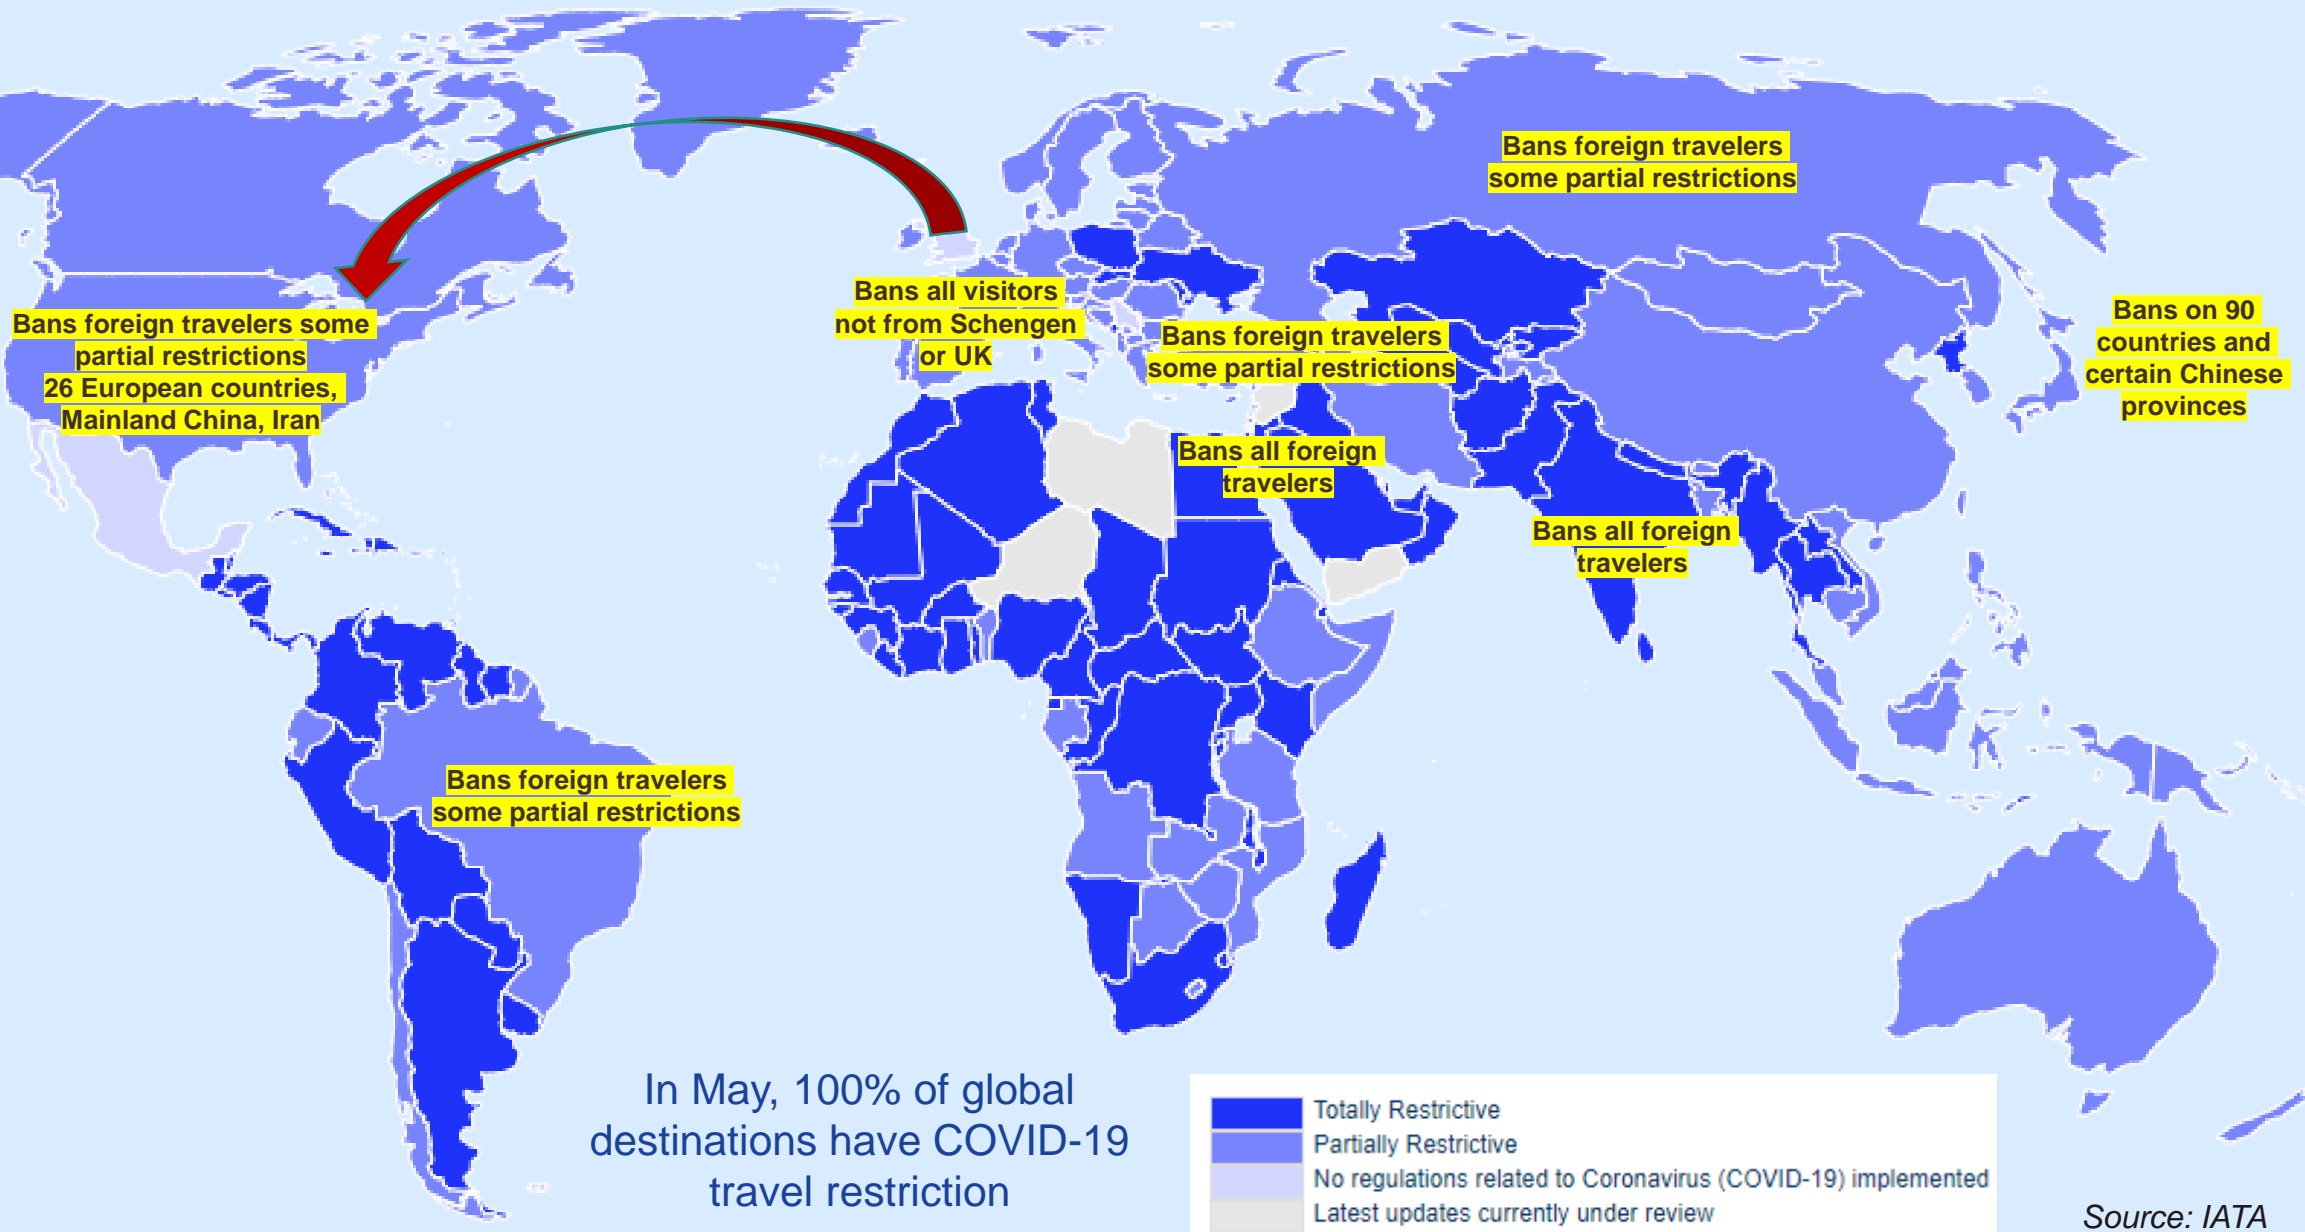 Bans foreign travelers
some partial restrictions
Bans all visitors
not from Schengen
or UK
Bans foreign travelers some
partial restrictions
26 European countries,
Mainland China, Iran
Bans foreign travelers
some partial restrictions
Bans on 90
countries and
certain Chinese
provinces
Bans all foreign
travelers
Bans all foreign
travelers
Bans foreign travelers
some partial restrictions
In May, 100% of global
destinations have COVID-19
travel restriction
Totally Restrictive
Partially Restrictive
No regulations related to Coronavirus (COVID-19) implemented
Latest updates currently under review
Source: IATA